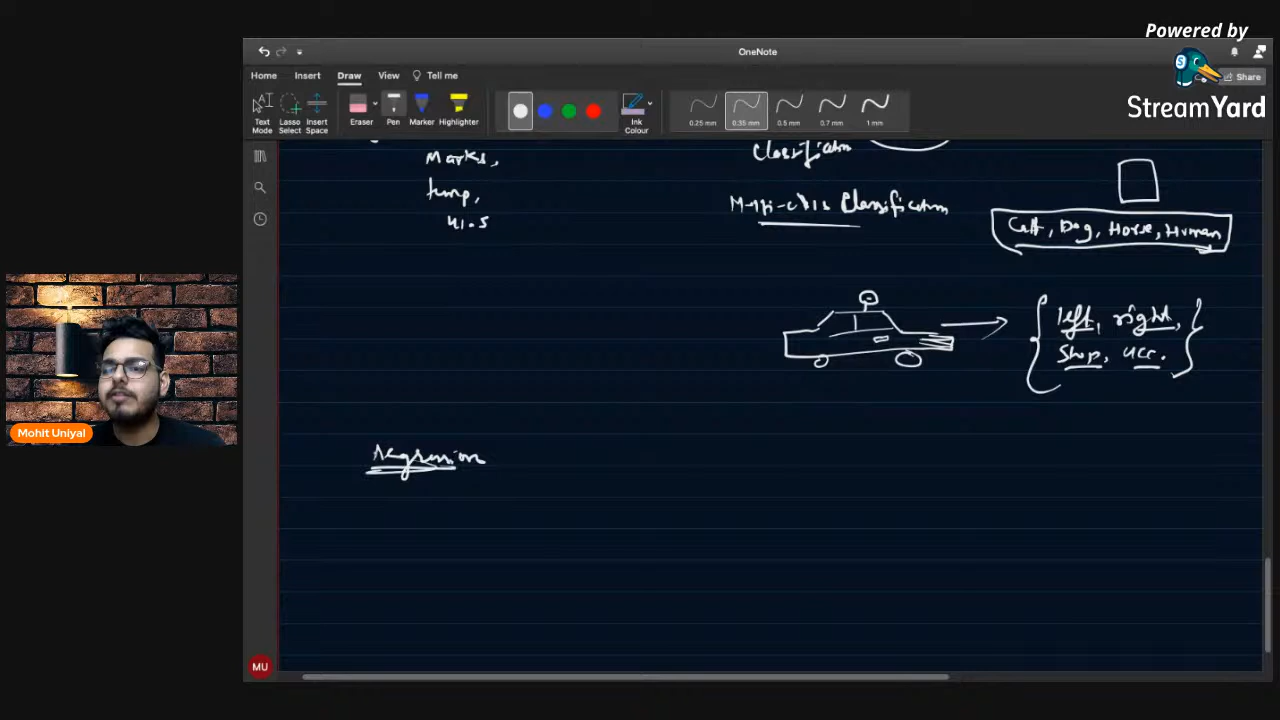 Powered by
StreamYard
OneNote
Home Insert Draw View Tell me
Share
Text Mode
Lasso Select
Insert Space
Eraser
Pen
Marker
Highlighter
Ink Colour
0.25 mm
0.35 mm
0.5 mm
0.7 mm
1 mm
Marks,
temp,
41.5
Classification
Multi-class Classification
Cat, Dog, Horse, Human
left, right,
Stop, acc.
Regression
Mohit Uniyal
MU